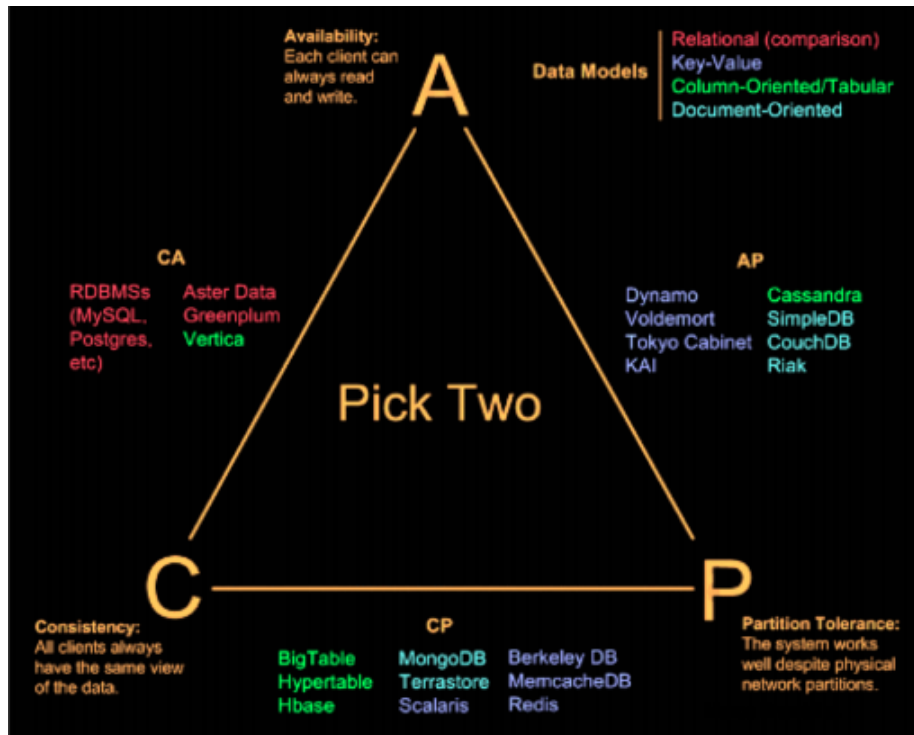 Availability:
Each client can
always read
and write.
A
Data Models
Relational (comparison)
Key-Value
Column-Oriented/Tabular
Document-Oriented
CA
RDBMSs
(MySQL,
Postgres,
etc)
Aster Data
Greenplum
Vertica
AP
Dynamo
Voldemort
Tokyo Cabinet
KAI
Cassandra
SimpleDB
CouchDB
Riak
Pick Two
C
Consistency:
All clients always
have the same view
of the data.
CP
BigTable
Hypertable
Hbase
MongoDB
Terrastore
Scalaris
Berkeley DB
MemcacheDB
Redis
P
Partition Tolerance:
The system works
well despite physical
network partitions.